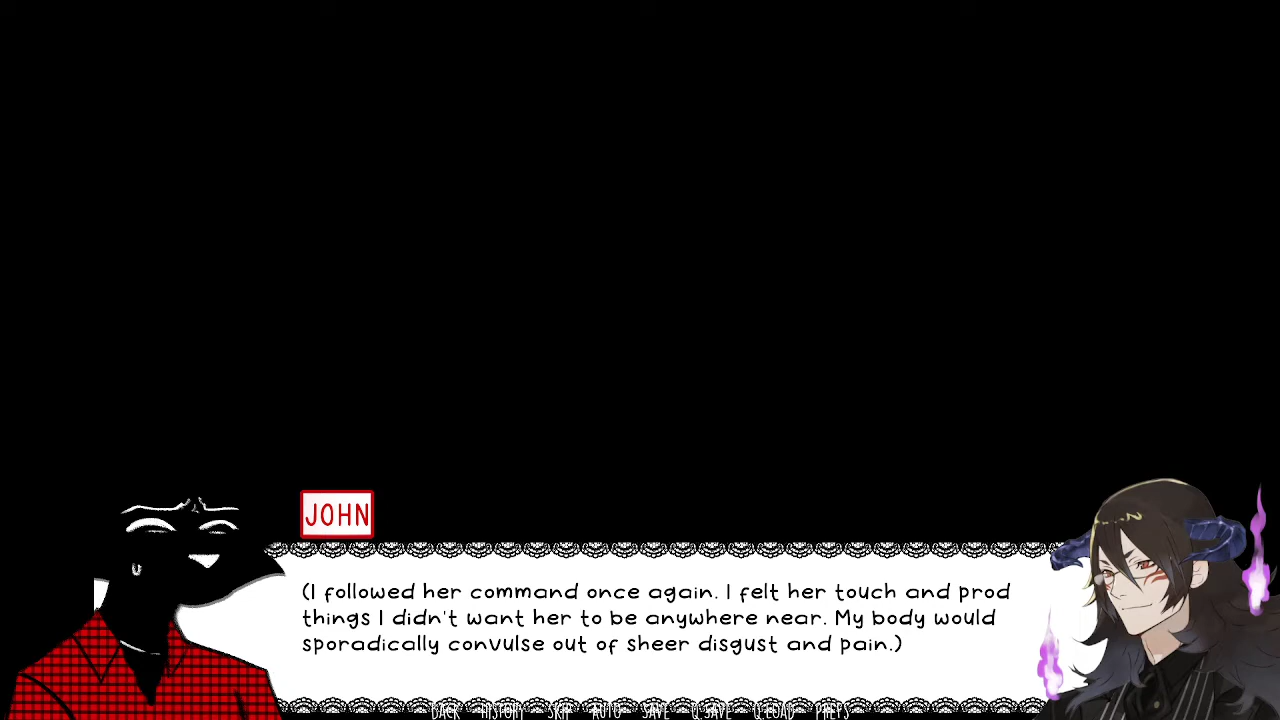 JOHN
(I followed her command once again. I felt her touch and prod
things I didn't want her to be anywhere near. My body would
sporadically convulse out of sheer disgust and pain.)
BACK HISTORY SKIP AUTO SAVE Q.SAVE Q.LOAD PREFS